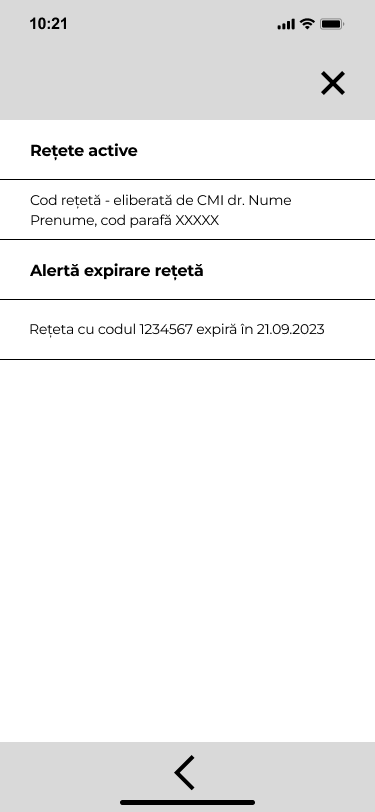 10:21
Rețete active
Cod rețetă - eliberată de CMI dr. Nume
Prenume, cod parafă XXXXX
Alertă expirare rețetă
Rețeta cu codul 1234567 expiră în 21.09.2023